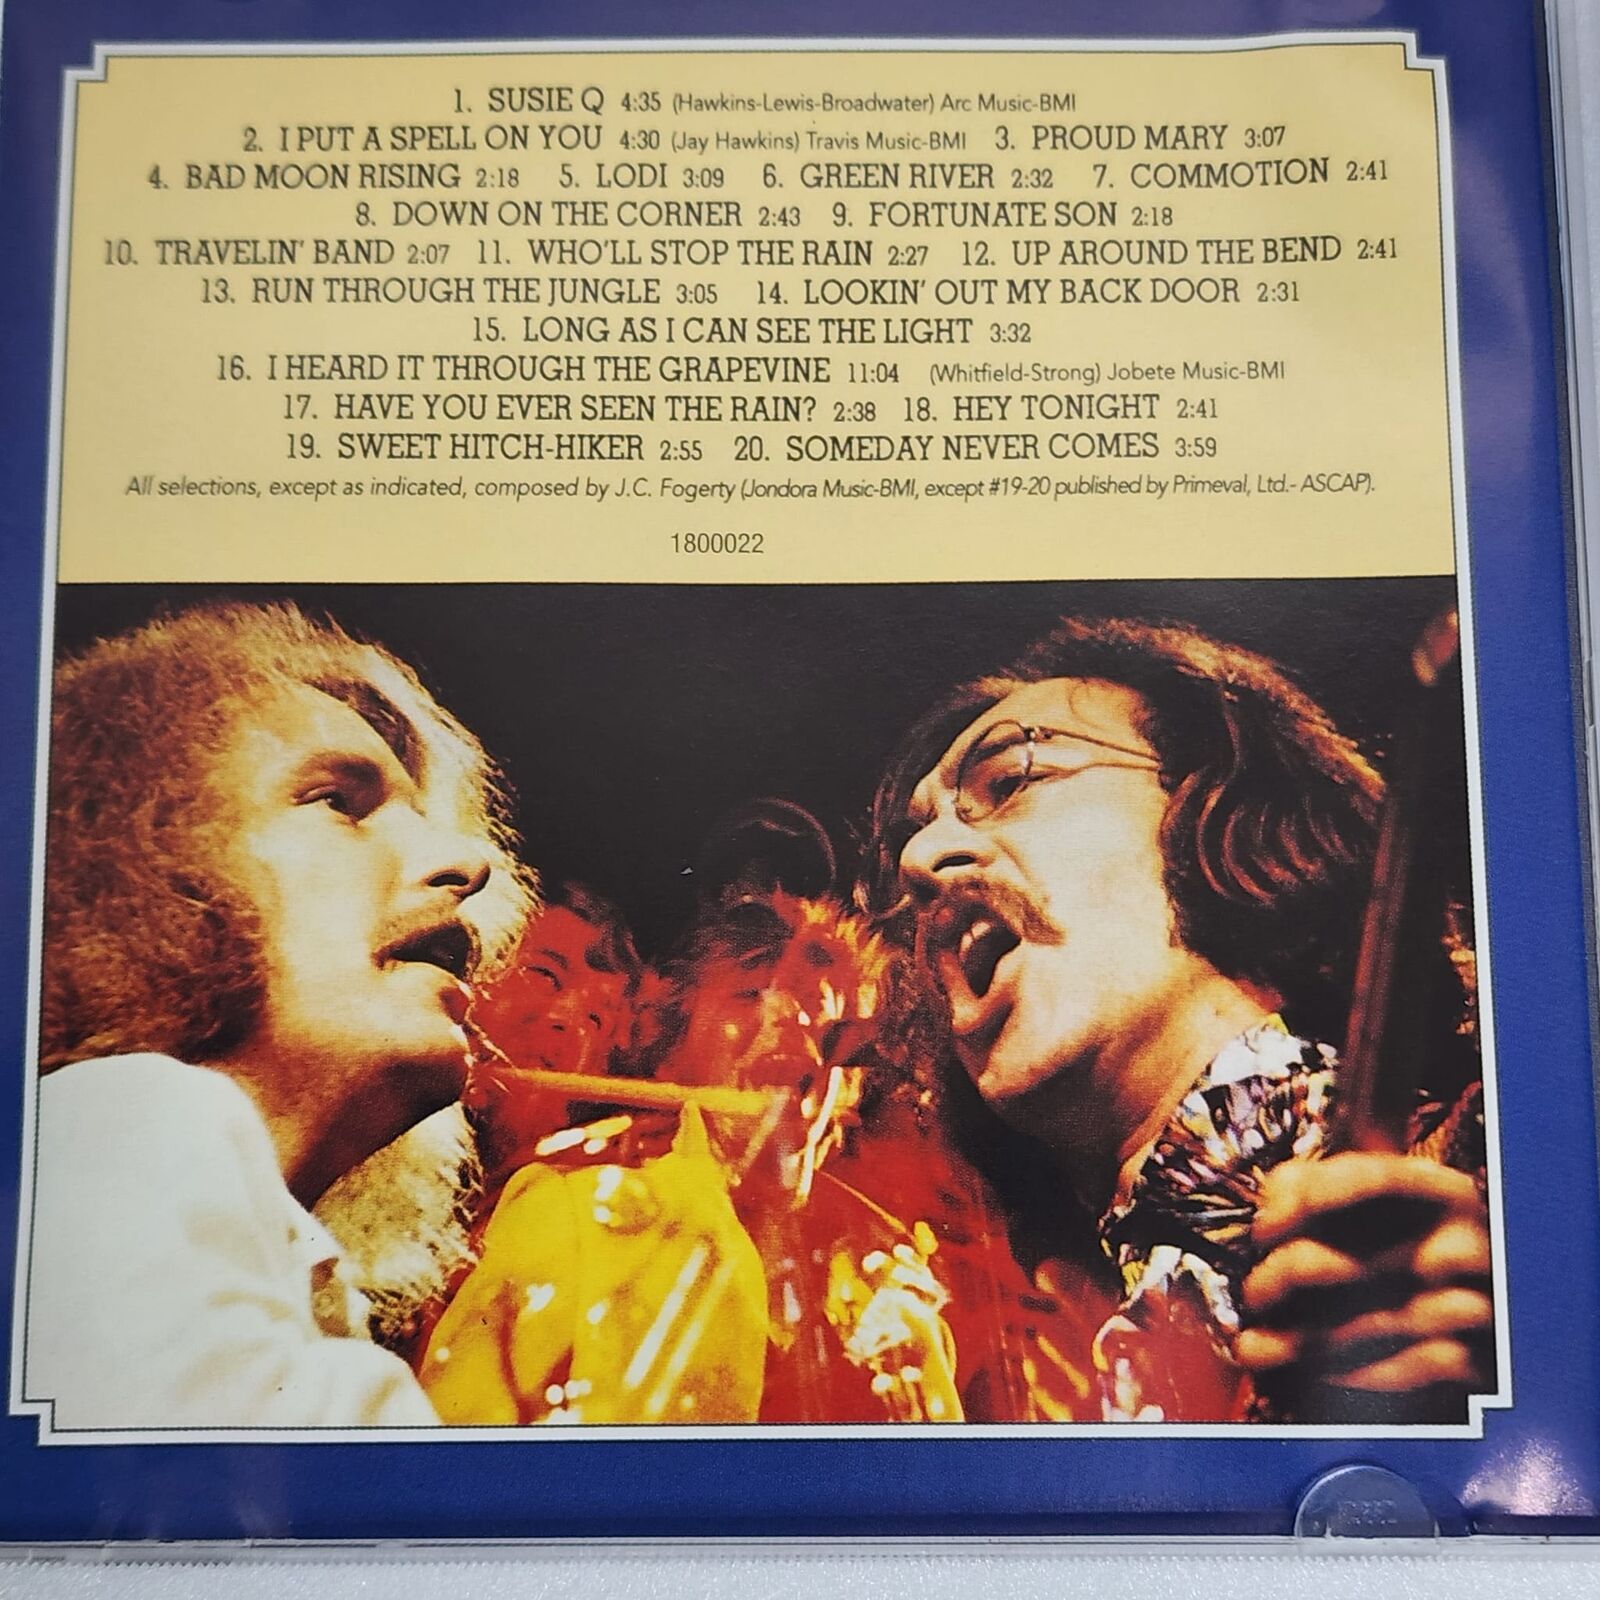 1. SUSIE Q 4:35 (Hawkins-Lewis-Broadwater) Arc Music-BMI
2. I PUT A SPELL ON YOU 4:30 (Jay Hawkins) Travis Music-BMI 3. PROUD MARY 3:07
4. BAD MOON RISING 2:18 5. LODI 3:09 6. GREEN RIVER 2:32 7. COMMOTION 2:41
8. DOWN ON THE CORNER 2:43 9. FORTUNATE SON 2:18
10. TRAVELIN' BAND 2:07 11. WHO'LL STOP THE RAIN 2:27 12. UP AROUND THE BEND 2:41
13. RUN THROUGH THE JUNGLE 3:05 14. LOOKIN' OUT MY BACK DOOR 2:31
15. LONG AS I CAN SEE THE LIGHT 3:32
16. I HEARD IT THROUGH THE GRAPEVINE 11:04 (Whitfield-Strong) Jobete Music-BMI
17. HAVE YOU EVER SEEN THE RAIN? 2:38 18. HEY TONIGHT 2:41
19. SWEET HITCH-HIKER 2:55 20. SOMEDAY NEVER COMES 3:59
All selections, except as indicated, composed by J.C. Fogerty (Jondora Music-BMI, except #19-20 published by Primeval, Ltd.- ASCAP).
1800022